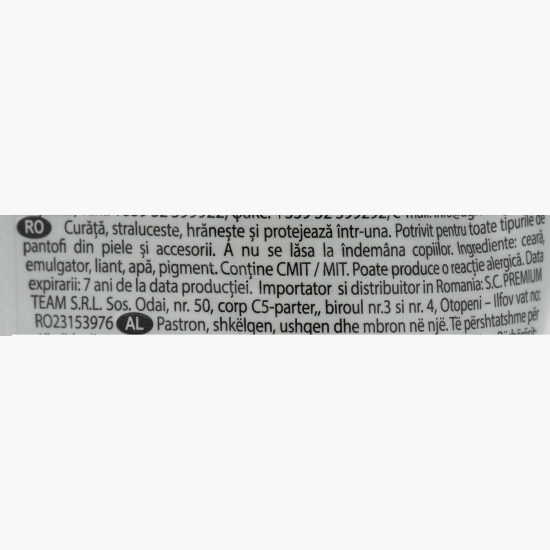 RO Curăță, straluceste, hrănește și protejează într-una. Potrivit pentru toate tipurile de
pantofi din piele și accesorii. A nu se lăsa la îndemâna copiilor. Ingrediente: ceară,
emulgator, liant, apă, pigment. Conține CMIT / MIT. Poate produce o reacție alergică. Data
expirarii: 7 ani de la data producției. Importator si distribuitor in Romania: S.C. PREMIUM
TEAM S.R.L. Sos. Odai, nr. 50, corp C5-parter,, biroul nr.3 si nr. 4, Otopeni – Ilfov vat no:
RO23153976 AL Pastron, shkëlgen, ushgen dhe mbron në një. Të përshtatshme për